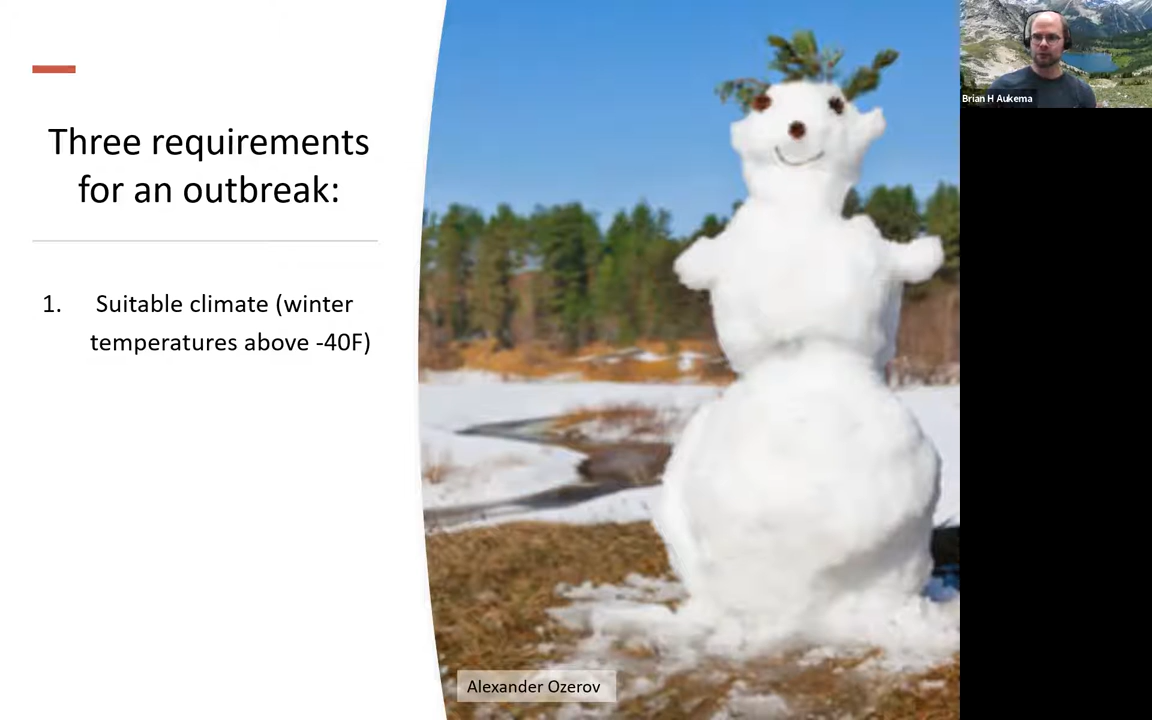 Three requirements
for an outbreak:
1. Suitable climate (winter
temperatures above -40F)
Alexander Ozerov
Brian H Aukema